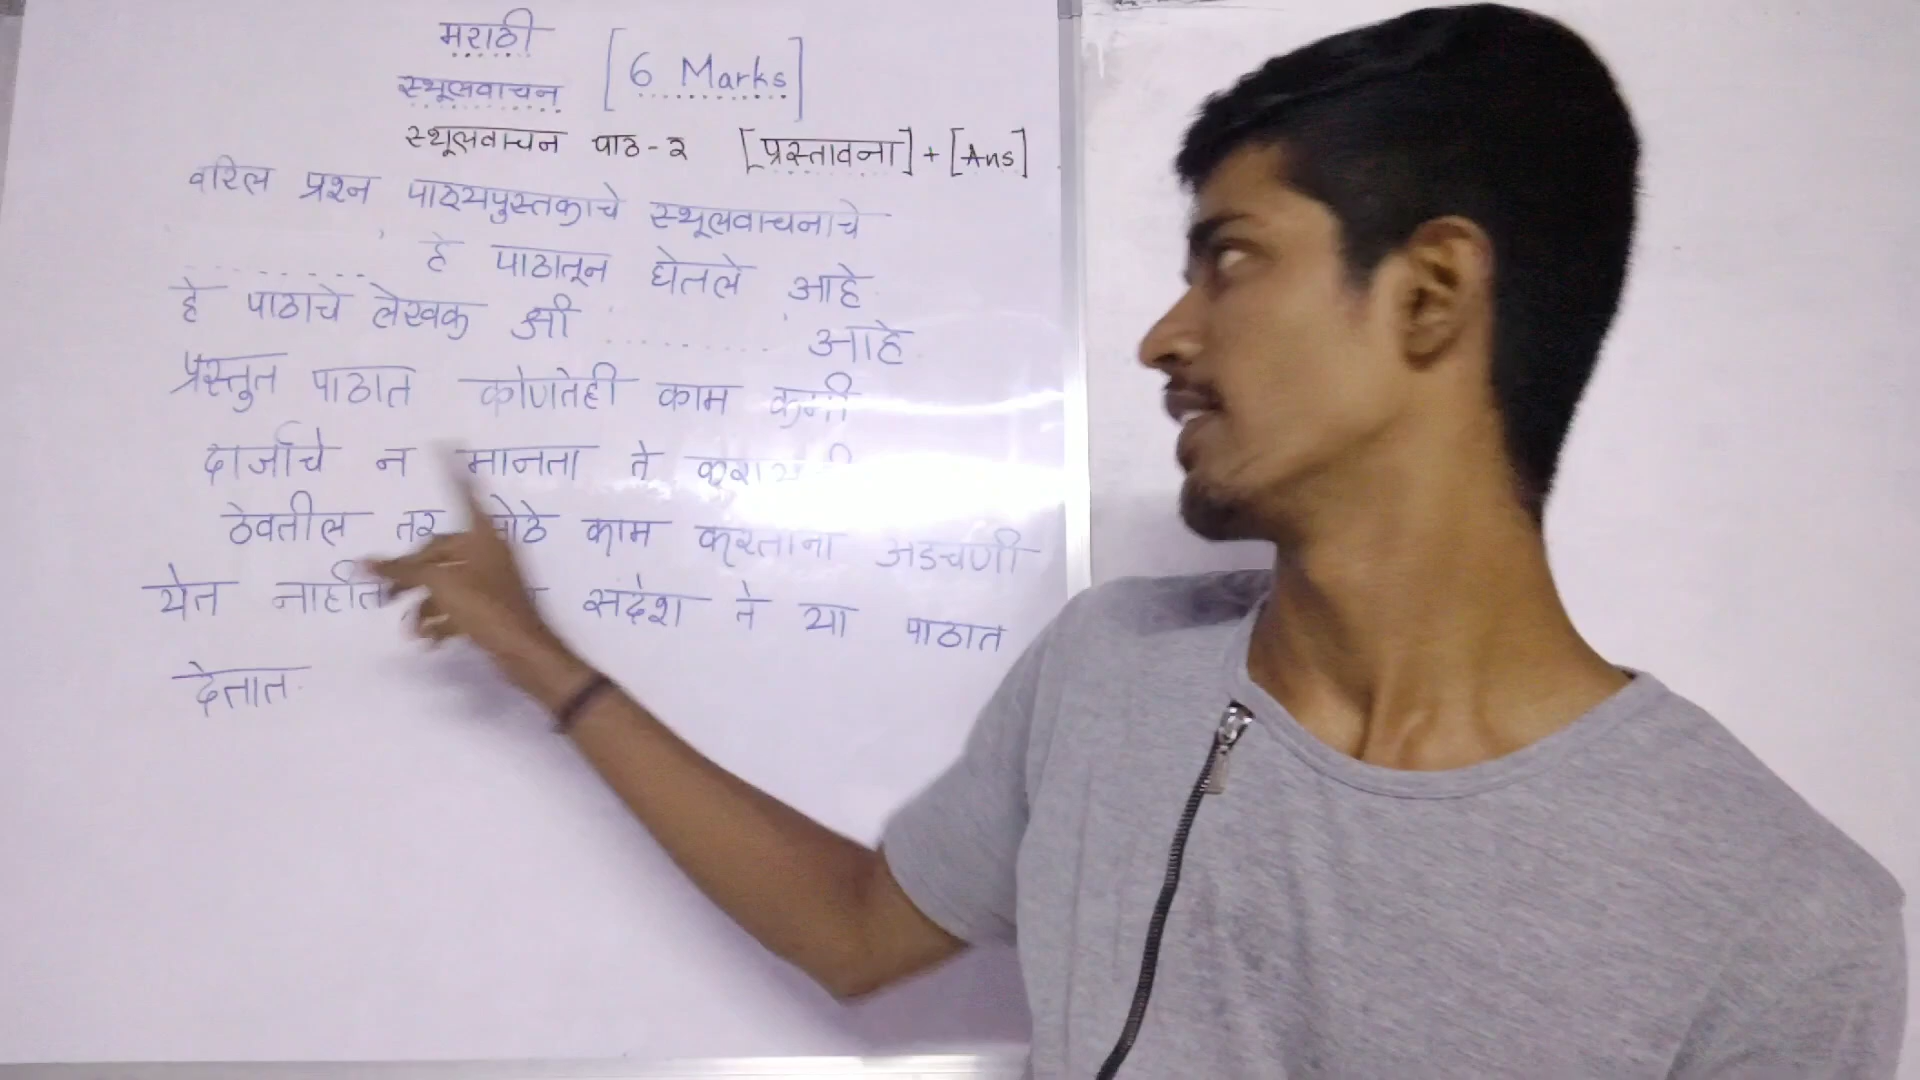 मराठी
[6 Marks]
स्थूलवाचन
स्थूलवाचन पाठ-२ [प्रस्तावना]+[Ans]
वरिल प्रश्न पाठ्यपुस्तकाचे स्थूलवाचनाचे
............ हे पाठातून घेतले आहे
हे पाठाचे लेखक श्री .......... आहे.
प्रस्तुत पाठात कोणतेही काम कमी
दार्जाचे न मानता ते
ठेवतील तर मोठे काम करताना अडचणी
येत नाहीत संदेश ते या पाठात
देतात.